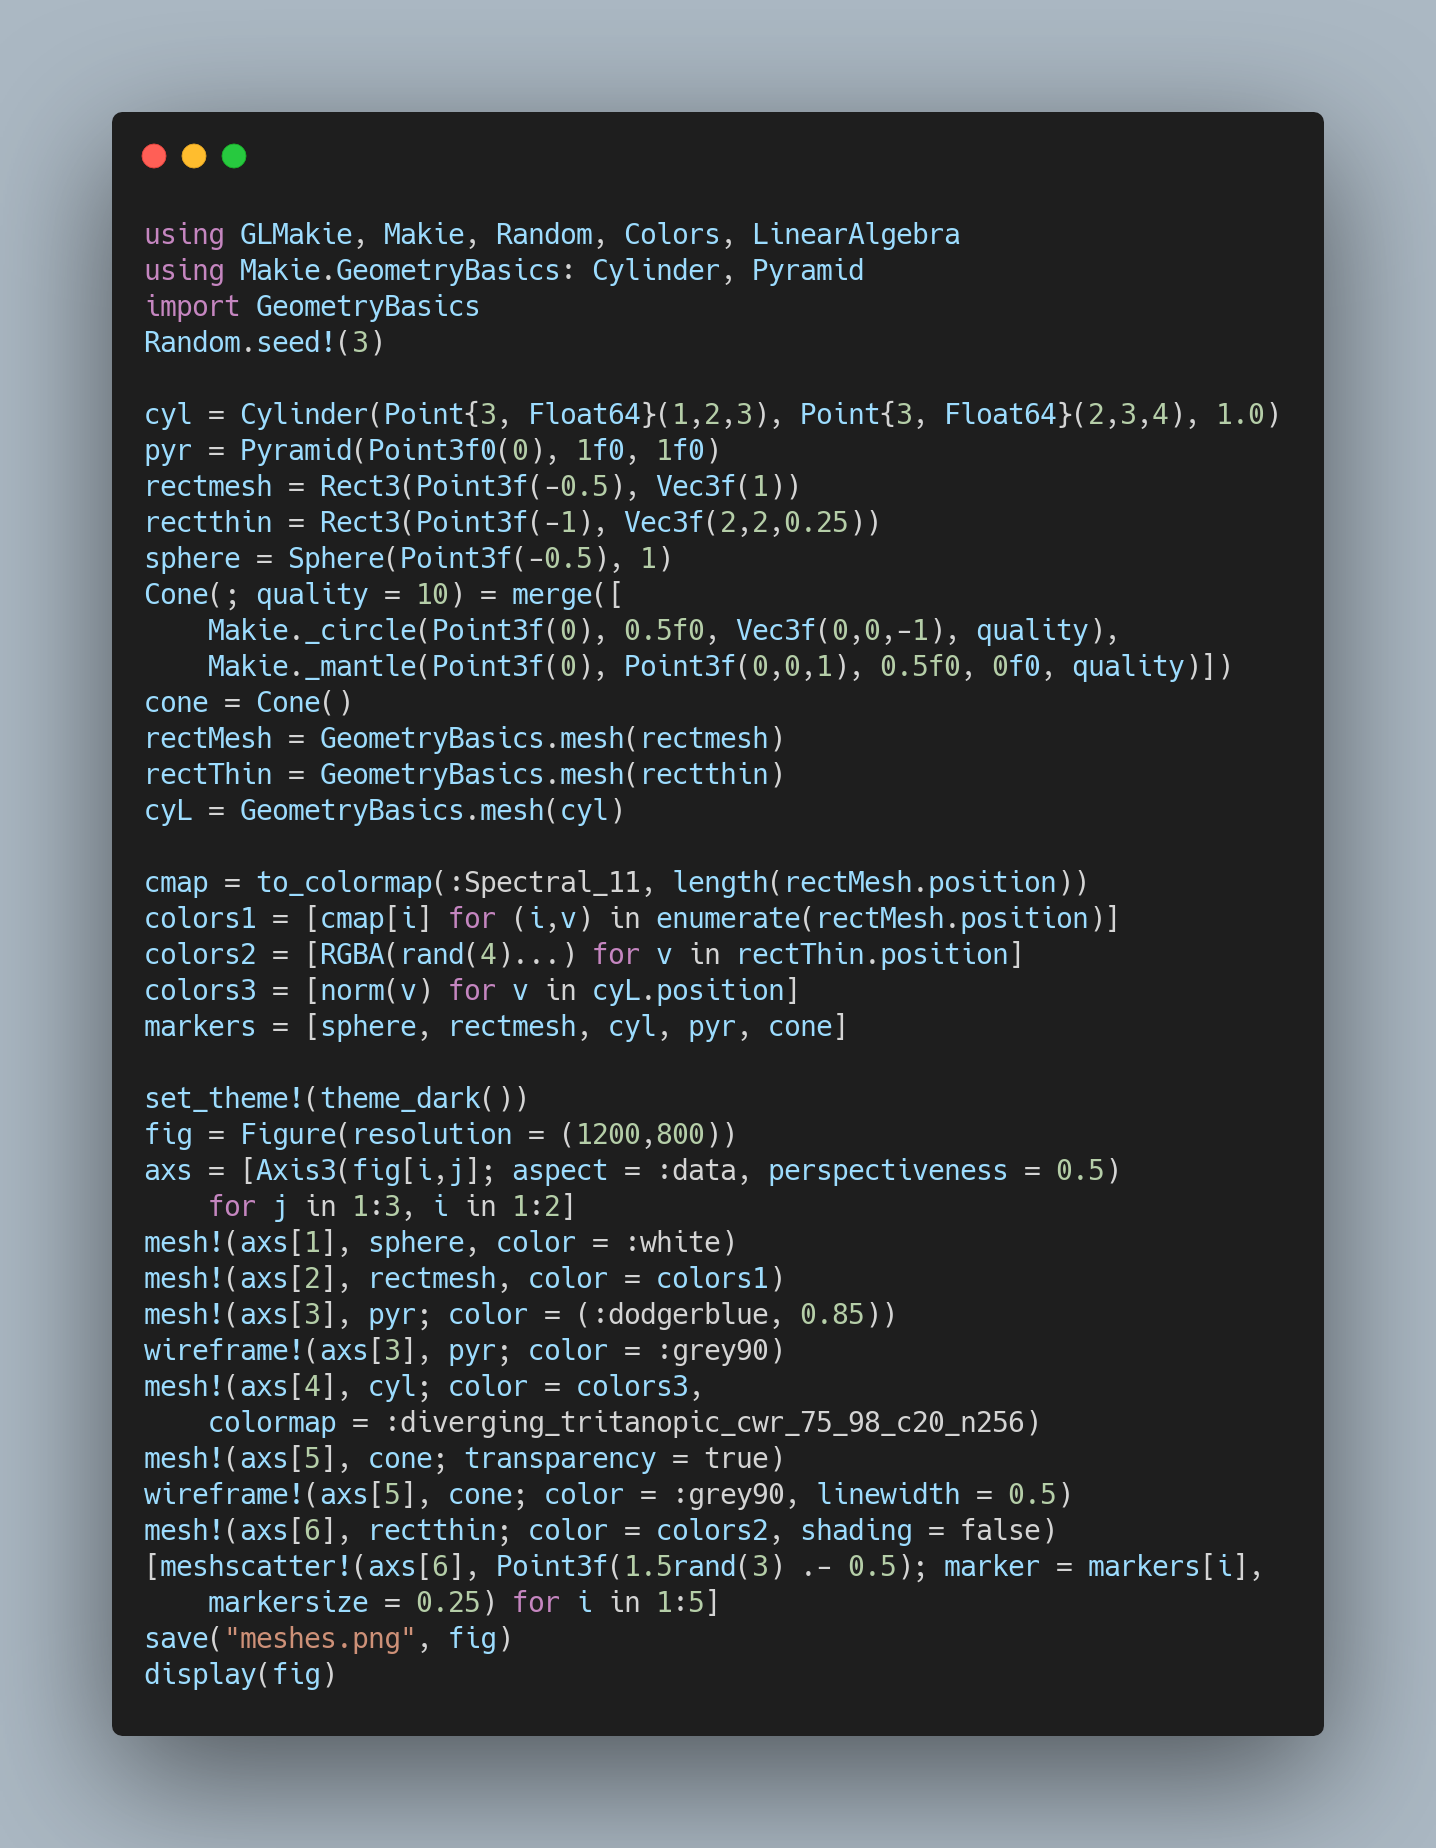 using GLMakie, Makie, Random, Colors, LinearAlgebra
using Makie.GeometryBasics: Cylinder, Pyramid
import GeometryBasics
Random.seed!(3)

cyl = Cylinder(Point{3, Float64}(1,2,3), Point{3, Float64}(2,3,4), 1.0)
pyr = Pyramid(Point3f0(0), 1f0, 1f0)
rectmesh = Rect3(Point3f(-0.5), Vec3f(1))
rectthin = Rect3(Point3f(-1), Vec3f(2,2,0.25))
sphere = Sphere(Point3f(-0.5), 1)
Cone(; quality = 10) = merge([
    Makie._circle(Point3f(0), 0.5f0, Vec3f(0,0,-1), quality),
    Makie._mantle(Point3f(0), Point3f(0,0,1), 0.5f0, 0f0, quality)])
cone = Cone()
rectMesh = GeometryBasics.mesh(rectmesh)
rectThin = GeometryBasics.mesh(rectthin)
cyL = GeometryBasics.mesh(cyl)

cmap = to_colormap(:Spectral_11, length(rectMesh.position))
colors1 = [cmap[i] for (i,v) in enumerate(rectMesh.position)]
colors2 = [RGBA(rand(4)...) for v in rectThin.position]
colors3 = [norm(v) for v in cyL.position]
markers = [sphere, rectmesh, cyl, pyr, cone]

set_theme!(theme_dark())
fig = Figure(resolution = (1200,800))
axs = [Axis3(fig[i,j]; aspect = :data, perspectiveness = 0.5)
    for j in 1:3, i in 1:2]
mesh!(axs[1], sphere, color = :white)
mesh!(axs[2], rectmesh, color = colors1)
mesh!(axs[3], pyr; color = (:dodgerblue, 0.85))
wireframe!(axs[3], pyr; color = :grey90)
mesh!(axs[4], cyl; color = colors3,
    colormap = :diverging_tritanopic_cwr_75_98_c20_n256)
mesh!(axs[5], cone; transparency = true)
wireframe!(axs[5], cone; color = :grey90, linewidth = 0.5)
mesh!(axs[6], rectthin; color = colors2, shading = false)
[meshscatter!(axs[6], Point3f(1.5rand(3) .- 0.5); marker = markers[i],
    markersize = 0.25) for i in 1:5]
save("meshes.png", fig)
display(fig)